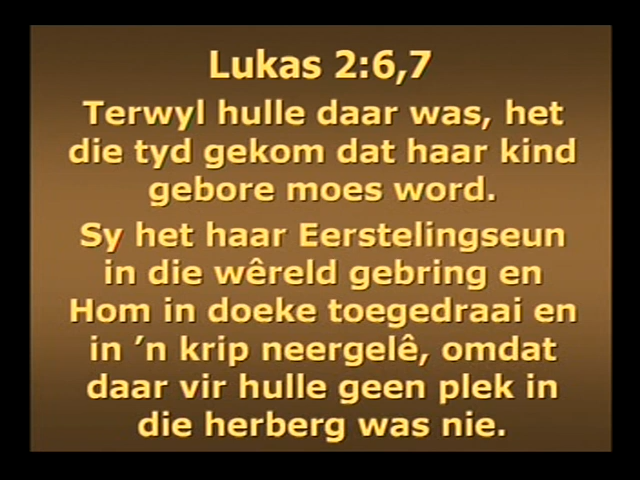 Lukas 2:6,7
Terwyl hulle daar was, het
die tyd gekom dat haar kind
gebore moes word.
Sy het haar Eerstelingseun
in die wêreld gebring en
Hom in doeke toegedraai en
in ’n krip neergelê, omdat
daar vir hulle geen plek in
die herberg was nie.